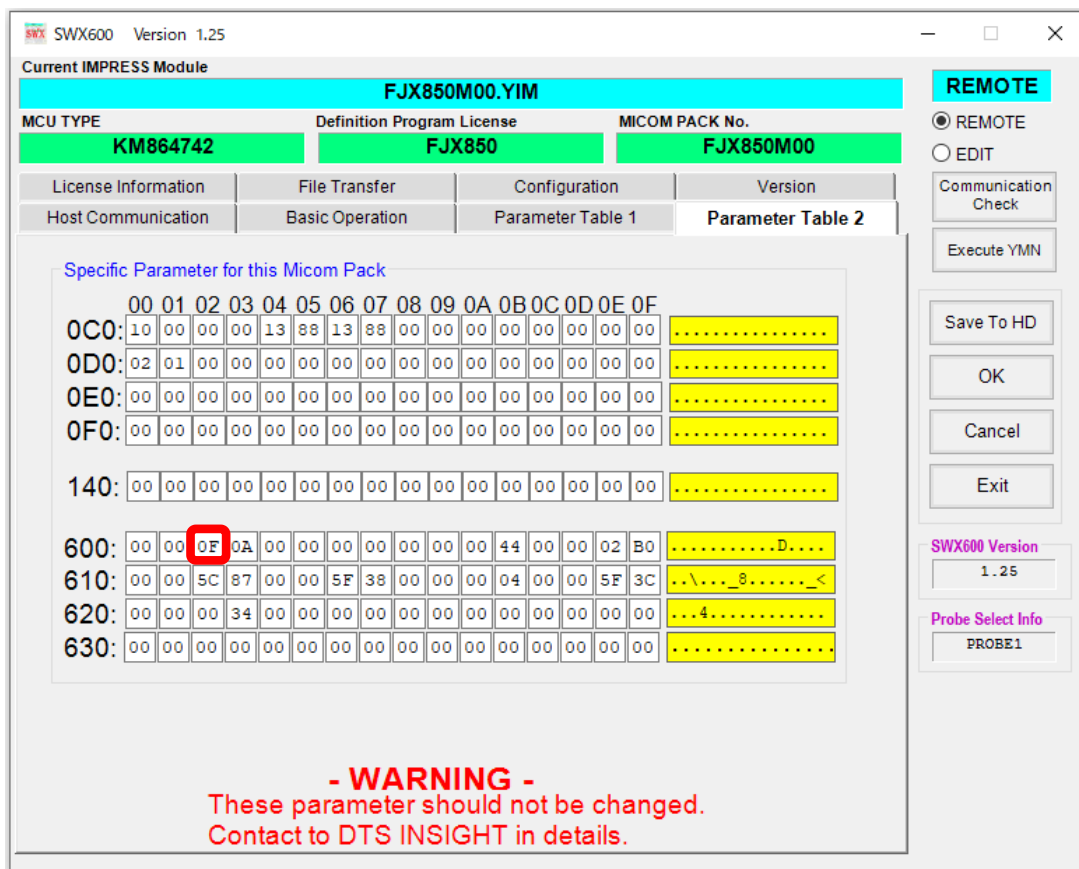 SWX SWX600 Version 1.25
Current IMPRESS Module
FJX850M00.YIM
MCU TYPE Definition Program License MICOM PACK No.
KM864742 FJX850 FJX850M00
License Information File Transfer Configuration Version
Host Communication Basic Operation Parameter Table 1 Parameter Table 2
Specific Parameter for this Micom Pack
00 01 02 03 04 05 06 07 08 09 0A 0B 0C 0D 0E 0F
0C0: 10 00 00 00 13 88 13 88 00 00 00 00 00 00 00 00 ................
0D0: 02 01 00 00 00 00 00 00 00 00 00 00 00 00 00 00 ................
0E0: 00 00 00 00 00 00 00 00 00 00 00 00 00 00 00 00 ................
0F0: 00 00 00 00 00 00 00 00 00 00 00 00 00 00 00 00 ................
140: 00 00 00 00 00 00 00 00 00 00 00 00 00 00 00 00 ................
600: 00 00 0F 0A 00 00 00 00 00 00 00 44 00 00 02 B0 ...........D....
610: 00 00 5C 87 00 00 5F 38 00 00 00 04 00 00 5F 3C ..\..._8......_<
620: 00 00 00 34 00 00 00 00 00 00 00 00 00 00 00 00 ...4............
630: 00 00 00 00 00 00 00 00 00 00 00 00 00 00 00 00 ................
- WARNING -
These parameter should not be changed.
Contact to DTS INSIGHT in details.
REMOTE
REMOTE
EDIT
Communication
Check
Execute YMN
Save To HD
OK
Cancel
Exit
SWX600 Version
1.25
Probe Select Info
PROBE1